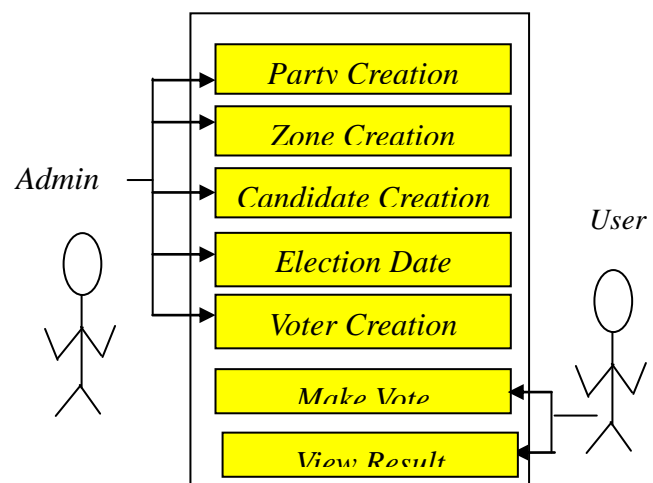 Party Creation
Zone Creation
Admin
Candidate Creation
User
Election Date
Voter Creation
Make Vote
View Result